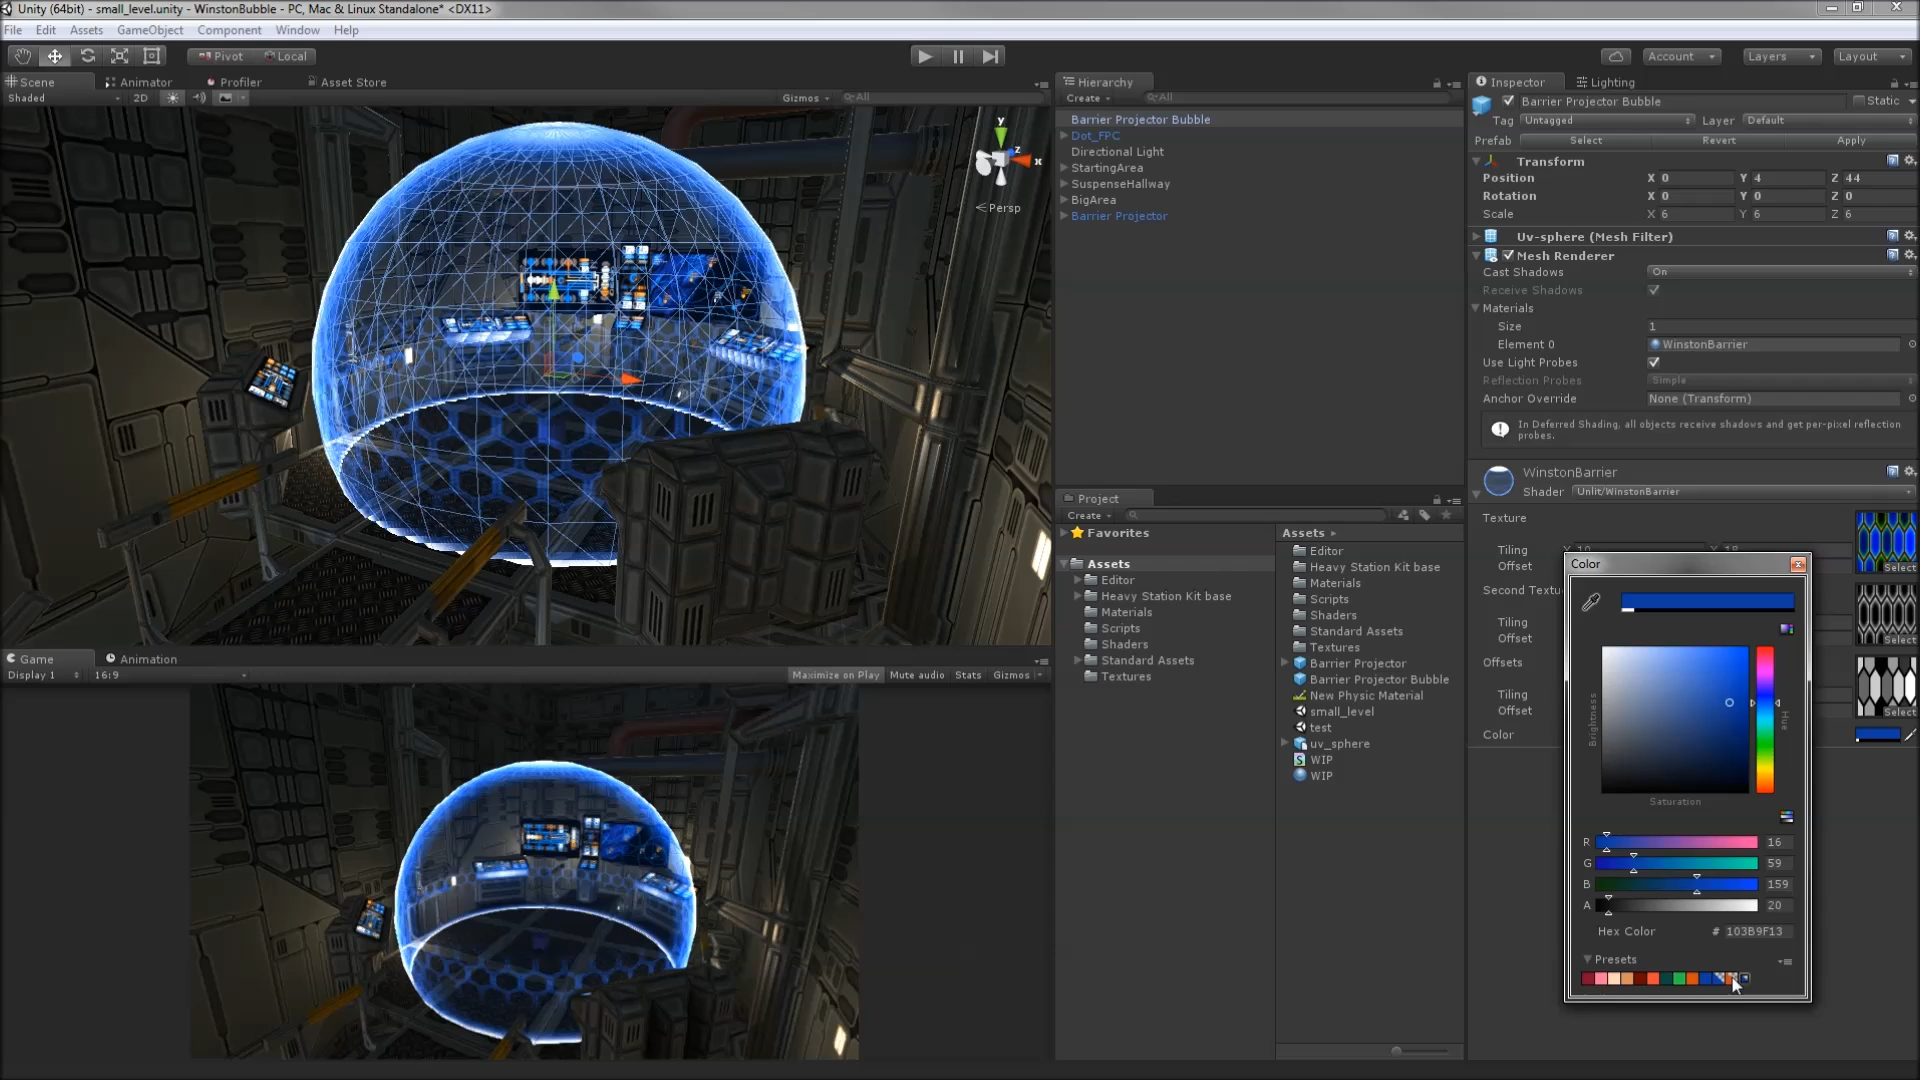 Unity (64bit) - small_level.unity - WinstonBubble - PC, Mac & Linux Standalone* <DX11>
File Edit Assets GameObject Component Window Help
Pivot Local Account Layers Layout
Scene Animator Profiler Asset Store
Shaded 2D Gizmos All
y
z
x
Persp
Hierarchy
Create All
Barrier Projector Bubble
Dot_FPC
Directional Light
StartingArea
SuspenseHallway
BigArea
Barrier Projector
Inspector Lighting
Barrier Projector Bubble Static
Tag Untagged Layer Default
Prefab Select Revert Apply
Transform
Position X 0 Y 4 Z 44
Rotation X 0 Y 0 Z 0
Scale X 6 Y 6 Z 6
Uv-sphere (Mesh Filter)
Mesh Renderer
Cast Shadows On
Receive Shadows
Materials
Size 1
Element 0 WinstonBarrier
Use Light Probes
Reflection Probes Simple
Anchor Override None (Transform)
In Deferred Shading, all objects receive shadows and get per-pixel reflection
probes.
WinstonBarrier
Shader Unlit/WinstonBarrier
Texture
Tiling
Offset Select
Second Textu
Tiling
Offset Select
Offsets
Tiling
Offset Select
Color
Project
Create
Favorites
Assets
Editor
Heavy Station Kit base
Materials
Scripts
Shaders
Standard Assets
Textures
Assets
Editor
Heavy Station Kit base
Materials
Scripts
Shaders
Standard Assets
Textures
Barrier Projector
Barrier Projector Bubble
New Physic Material
small_level
test
uv_sphere
WIP
WIP
Game Animation
Display 1 16:9 Maximize on Play Mute audio Stats Gizmos
Color
Brightness
Hue
Saturation
R 16
G 59
B 159
A 20
Hex Color # 103B9F13
Presets